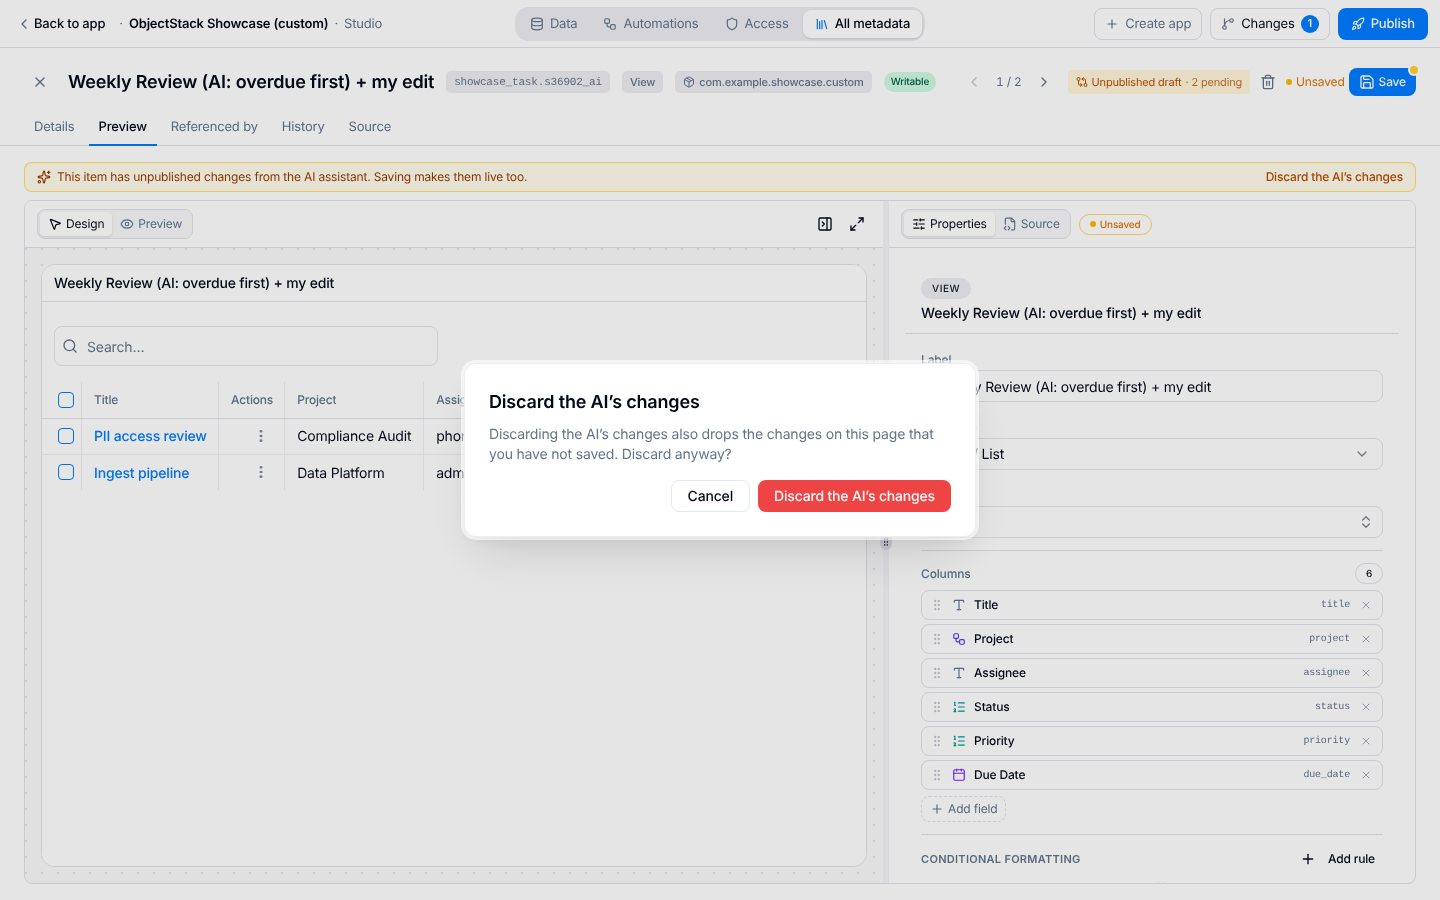 Back to app · ObjectStack Showcase (custom) · Studio
Data Automations Access All metadata
Create app Changes 1 Publish
Weekly Review (AI: overdue first) + my edit showcase_task.s36902_ai View com.example.showcase.custom Writable 1 / 2 Unpublished draft · 2 pending Unsaved Save
Details Preview Referenced by History Source
This item has unpublished changes from the AI assistant. Saving makes them live too. Discard the AI’s changes
Design Preview
Properties Source Unsaved
Weekly Review (AI: overdue first) + my edit
Search...
Title Actions Project
PII access review Compliance Audit
Ingest pipeline Data Platform
VIEW
Weekly Review (AI: overdue first) + my edit
Label
Review (AI: overdue first) + my edit
List
Discard the AI’s changes
Discarding the AI’s changes also drops the changes on this page that
you have not saved. Discard anyway?
Cancel Discard the AI’s changes
Columns 6
Title title
Project project
Assignee assignee
Status status
Priority priority
Due Date due_date
Add field
CONDITIONAL FORMATTING Add rule